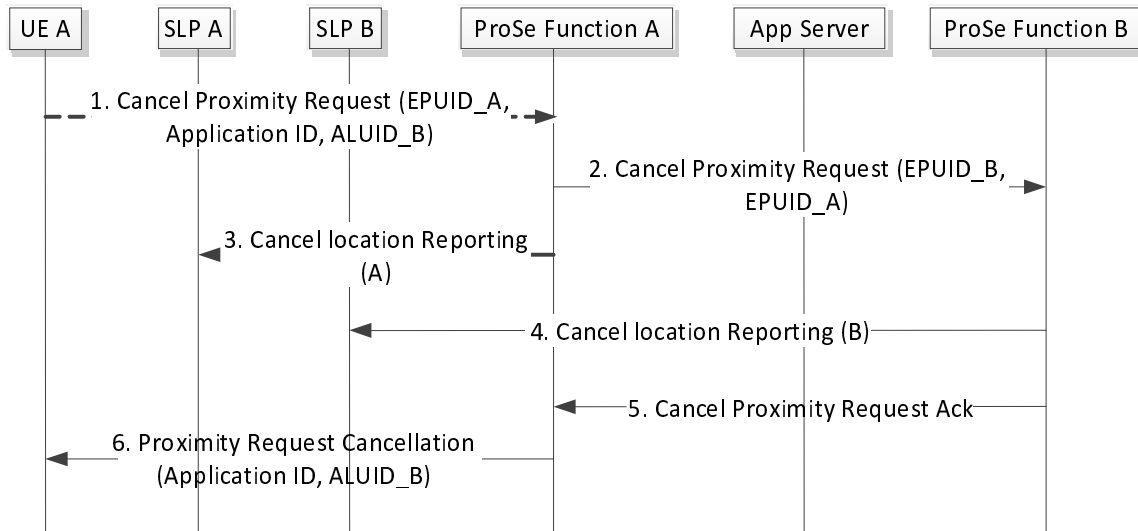 UE A
SLP A
SLP B
ProSe Function A
App Server
ProSe Function B
1. Cancel Proximity Request (EPUID_A,
Application ID, ALUID_B)
2. Cancel Proximity Request (EPUID_B,
EPUID_A)
3. Cancel location Reporting
(A)
4. Cancel location Reporting (B)
5. Cancel Proximity Request Ack
6. Proximity Request Cancellation
(Application ID, ALUID_B)